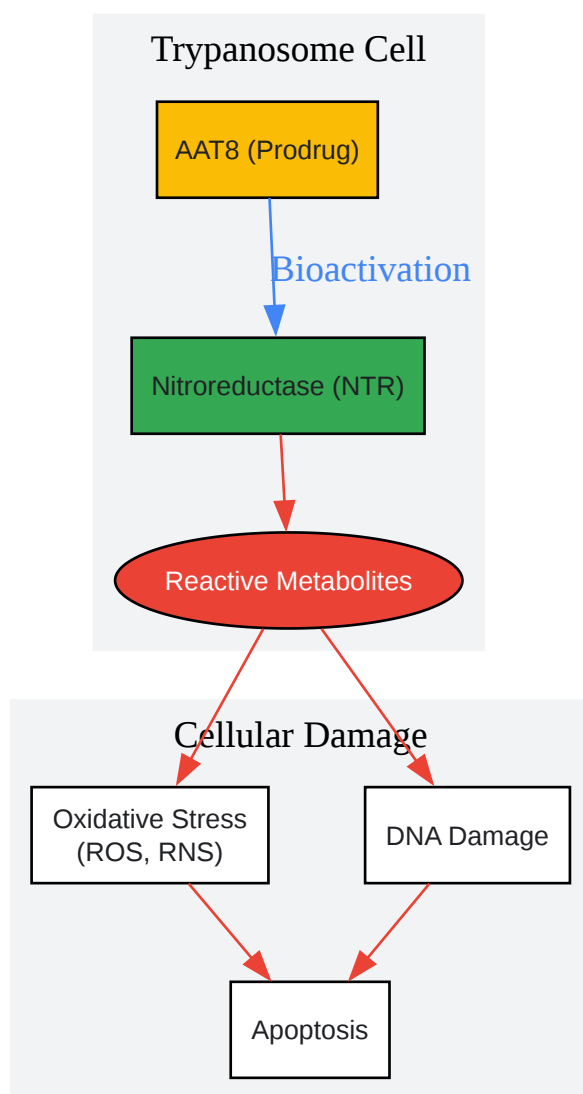 Trypanosome Cell
AAT8 (Prodrug)
Bioactivation
Nitroreductase (NTR)
Reactive Metabolites
Cellular Damage
Oxidative Stress
(ROS, RNS)
DNA Damage
Apoptosis